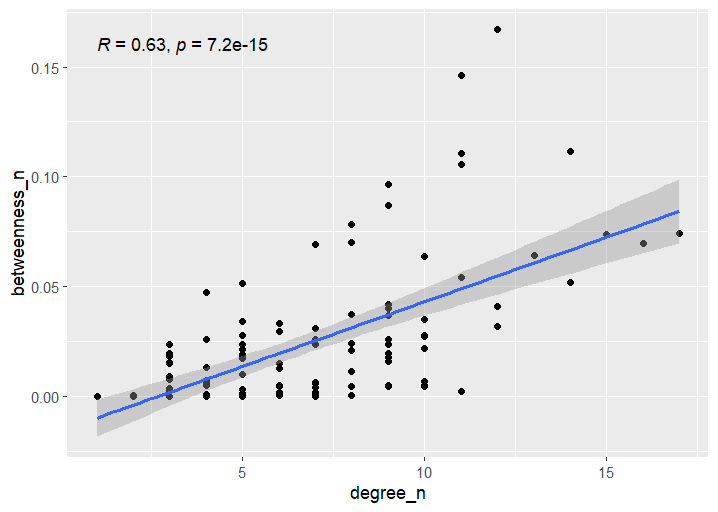 R = 0.63, p = 7.2e-15
0.15
0.10
0.05
0.00
betweenness_n
5 10 15
degree_n